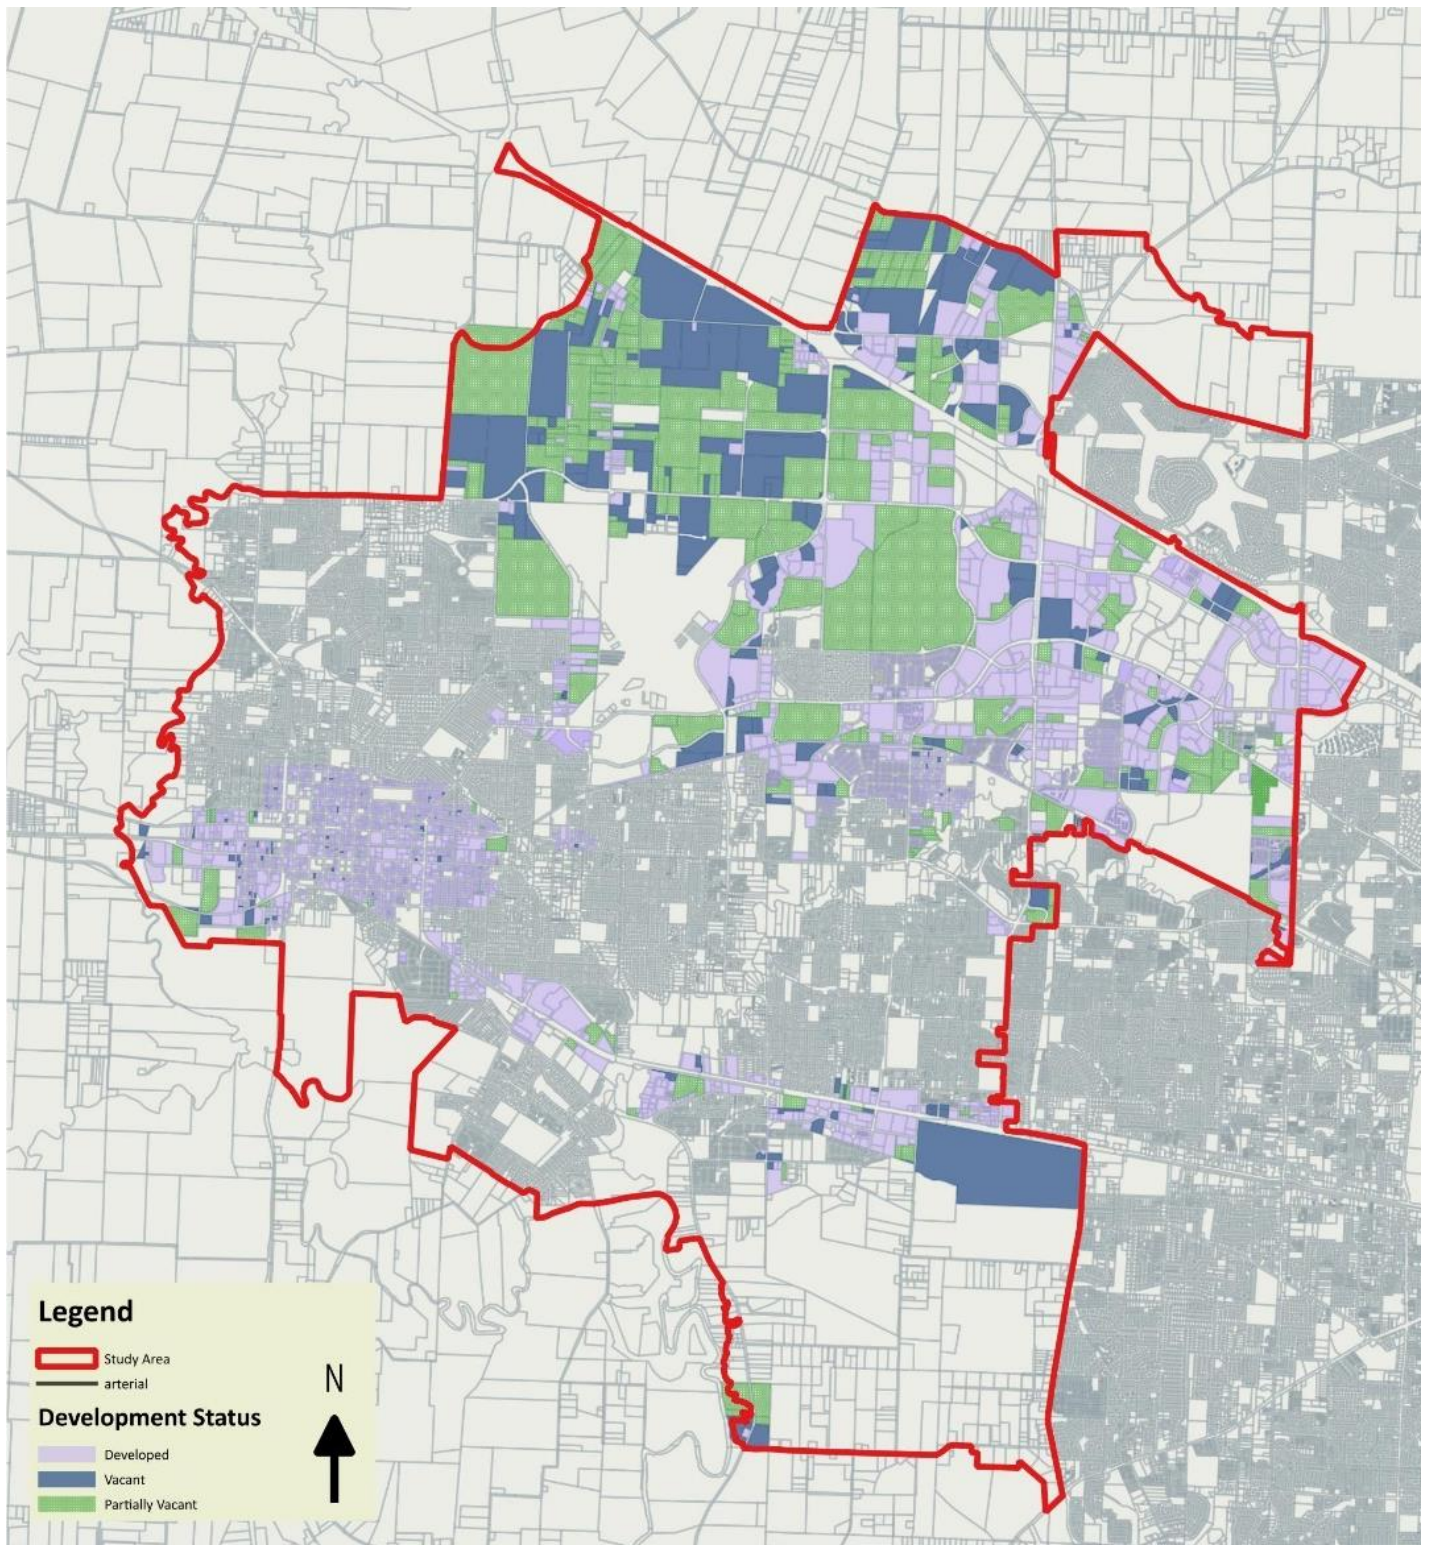 Legend
Study Area
arterial
N
Development Status
Developed
Vacant
Partially Vacant